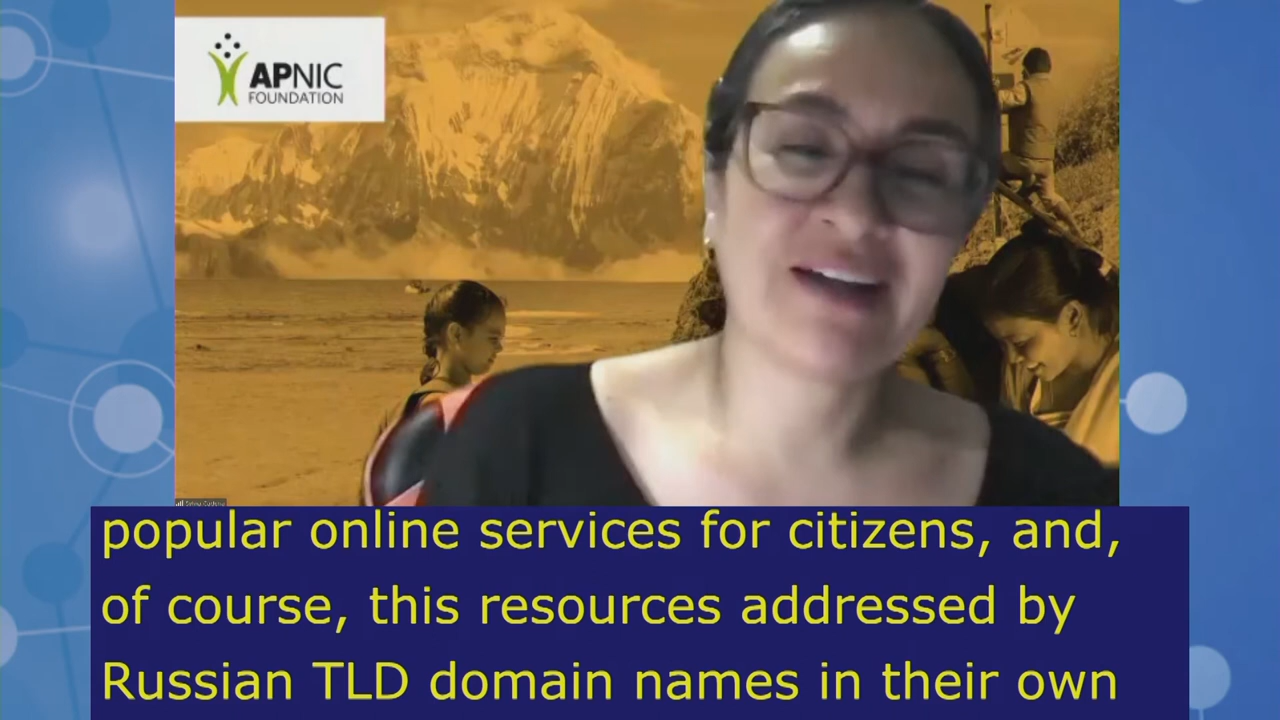 APNIC
FOUNDATION
popular online services for citizens, and,
of course, this resources addressed by
Russian TLD domain names in their own